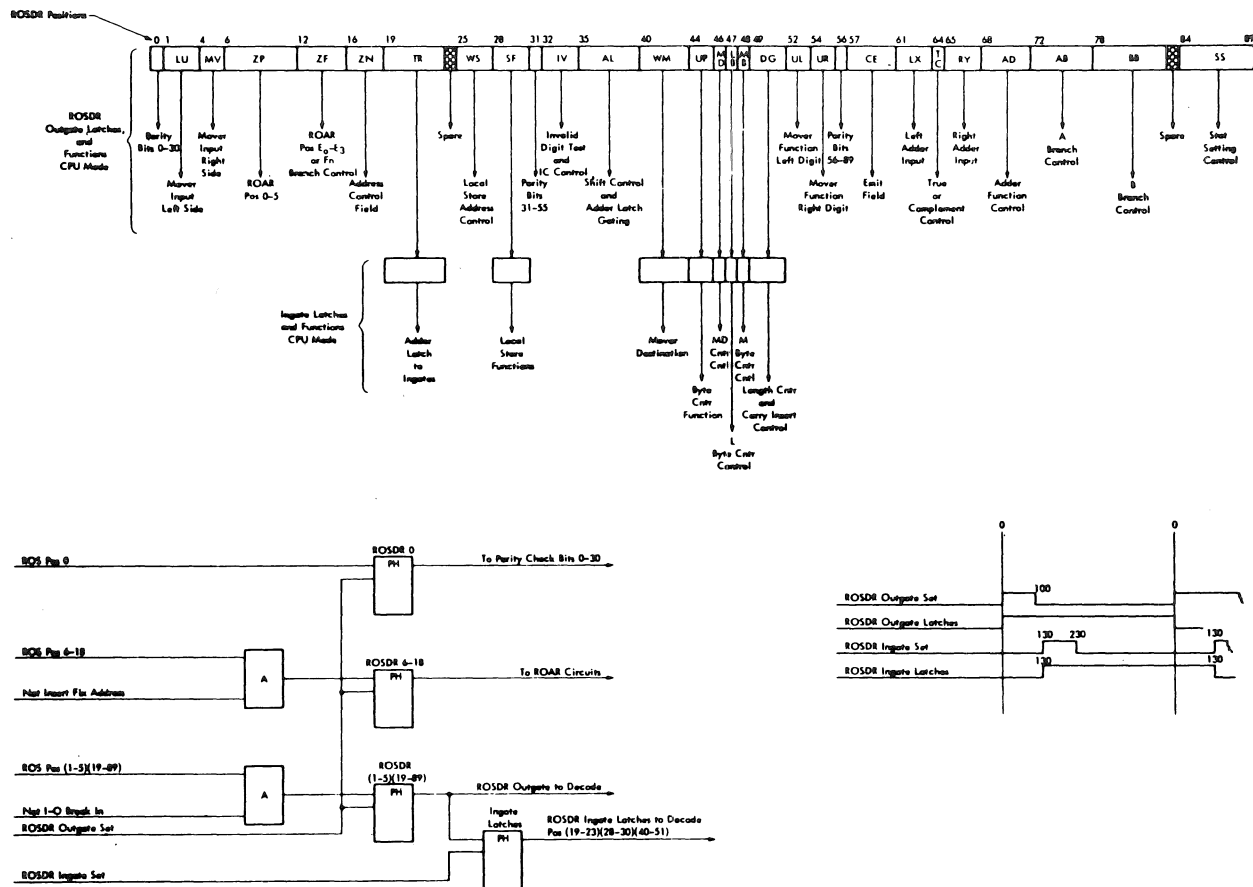 ROSDR Positions
0 1 4 6 12 16 19 25 28 31 32 35 40 44 46 47 48 49 52 54 56 57 61 64 65 68 72 78 84 89
LU MV ZP ZF ZN TR WS SF IV AL WM UP MD LB MB DG UL UR CE LX TC RY AD AB BB SS
ROSDR
Outgate Latches,
and
Functions
CPU Mode
Parity
Bits 0-30
Mover
Input
Left Side
Mover
Input
Right
Side
ROAR
Pos 0-5
ROAR
Pos E0-E3
or Fn
Branch Control
Address
Control
Field
Spare
Local
Store
Address
Control
Parity
Bits
31-55
Invalid
Digit Test
and
IC Control
Shift Control
and
Adder Latch
Gating
Mover
Function
Left Digit
Mover
Function
Right Digit
Parity
Bits
56-89
Emit
Field
Left
Adder
Input
True
or
Complement
Control
Right
Adder
Input
Adder
Function
Control
A
Branch
Control
B
Branch
Control
Spare
Stat
Setting
Control
Ingate Latches
and Functions
CPU Mode
Adder
Latch
to
Ingates
Local
Store
Functions
Mover
Destination
Byte
Cntr
Function
MD
Cntr
Cntl
L
Byte Cntr
Control
M
Byte
Cntr
Cntl
Length Cntr
and
Carry Insert
Control
ROS Pos 0
ROSDR 0
PH
To Parity Check Bits 0-30
ROS Pos 6-18
Not Insert Fix Address
A
ROSDR 6-18
PH
To ROAR Circuits
ROS Pos (1-5)(19-89)
Not I-O Break In
ROSDR Outgate Set
A
ROSDR
(1-5)(19-89)
PH
ROSDR Outgate to Decode
Ingate
Latches
PH
ROSDR Ingate Latches to Decode
Pos (19-23)(28-30)(40-51)
ROSDR Ingate Set
0 0
ROSDR Outgate Set 100
ROSDR Outgate Latches
ROSDR Ingate Set 130 230 130
ROSDR Ingate Latches 130 130